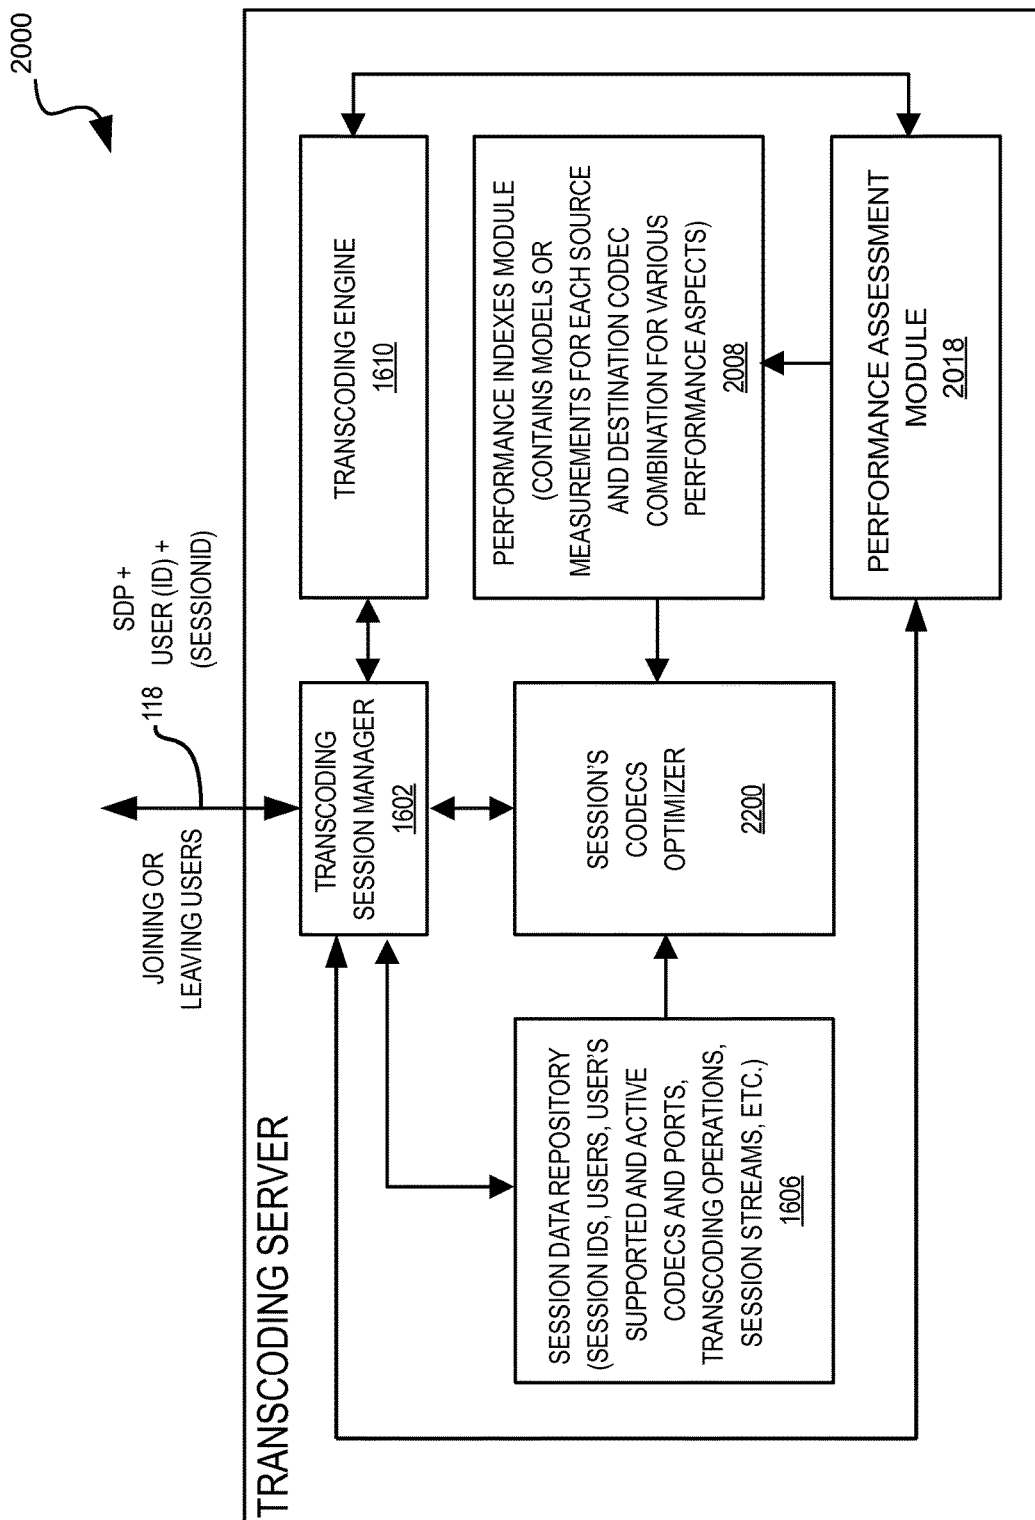 2000
SDP +
USER (ID) +
(SESSIONID)
118
JOINING OR
LEAVING USERS
TRANSCODING SERVER
TRANSCODING
SESSION MANAGER
1602
TRANSCODING ENGINE
1610
SESSION DATA REPOSITORY
(SESSION IDS, USERS, USER'S
SUPPORTED AND ACTIVE
CODECS AND PORTS,
TRANSCODING OPERATIONS,
SESSION STREAMS, ETC.)
1606
SESSION'S
CODECS
OPTIMIZER
2200
PERFORMANCE INDEXES MODULE
(CONTAINS MODELS OR
MEASUREMENTS FOR EACH SOURCE
AND DESTINATION CODEC
COMBINATION FOR VARIOUS
PERFORMANCE ASPECTS)
2008
PERFORMANCE ASSESSMENT
MODULE
2018